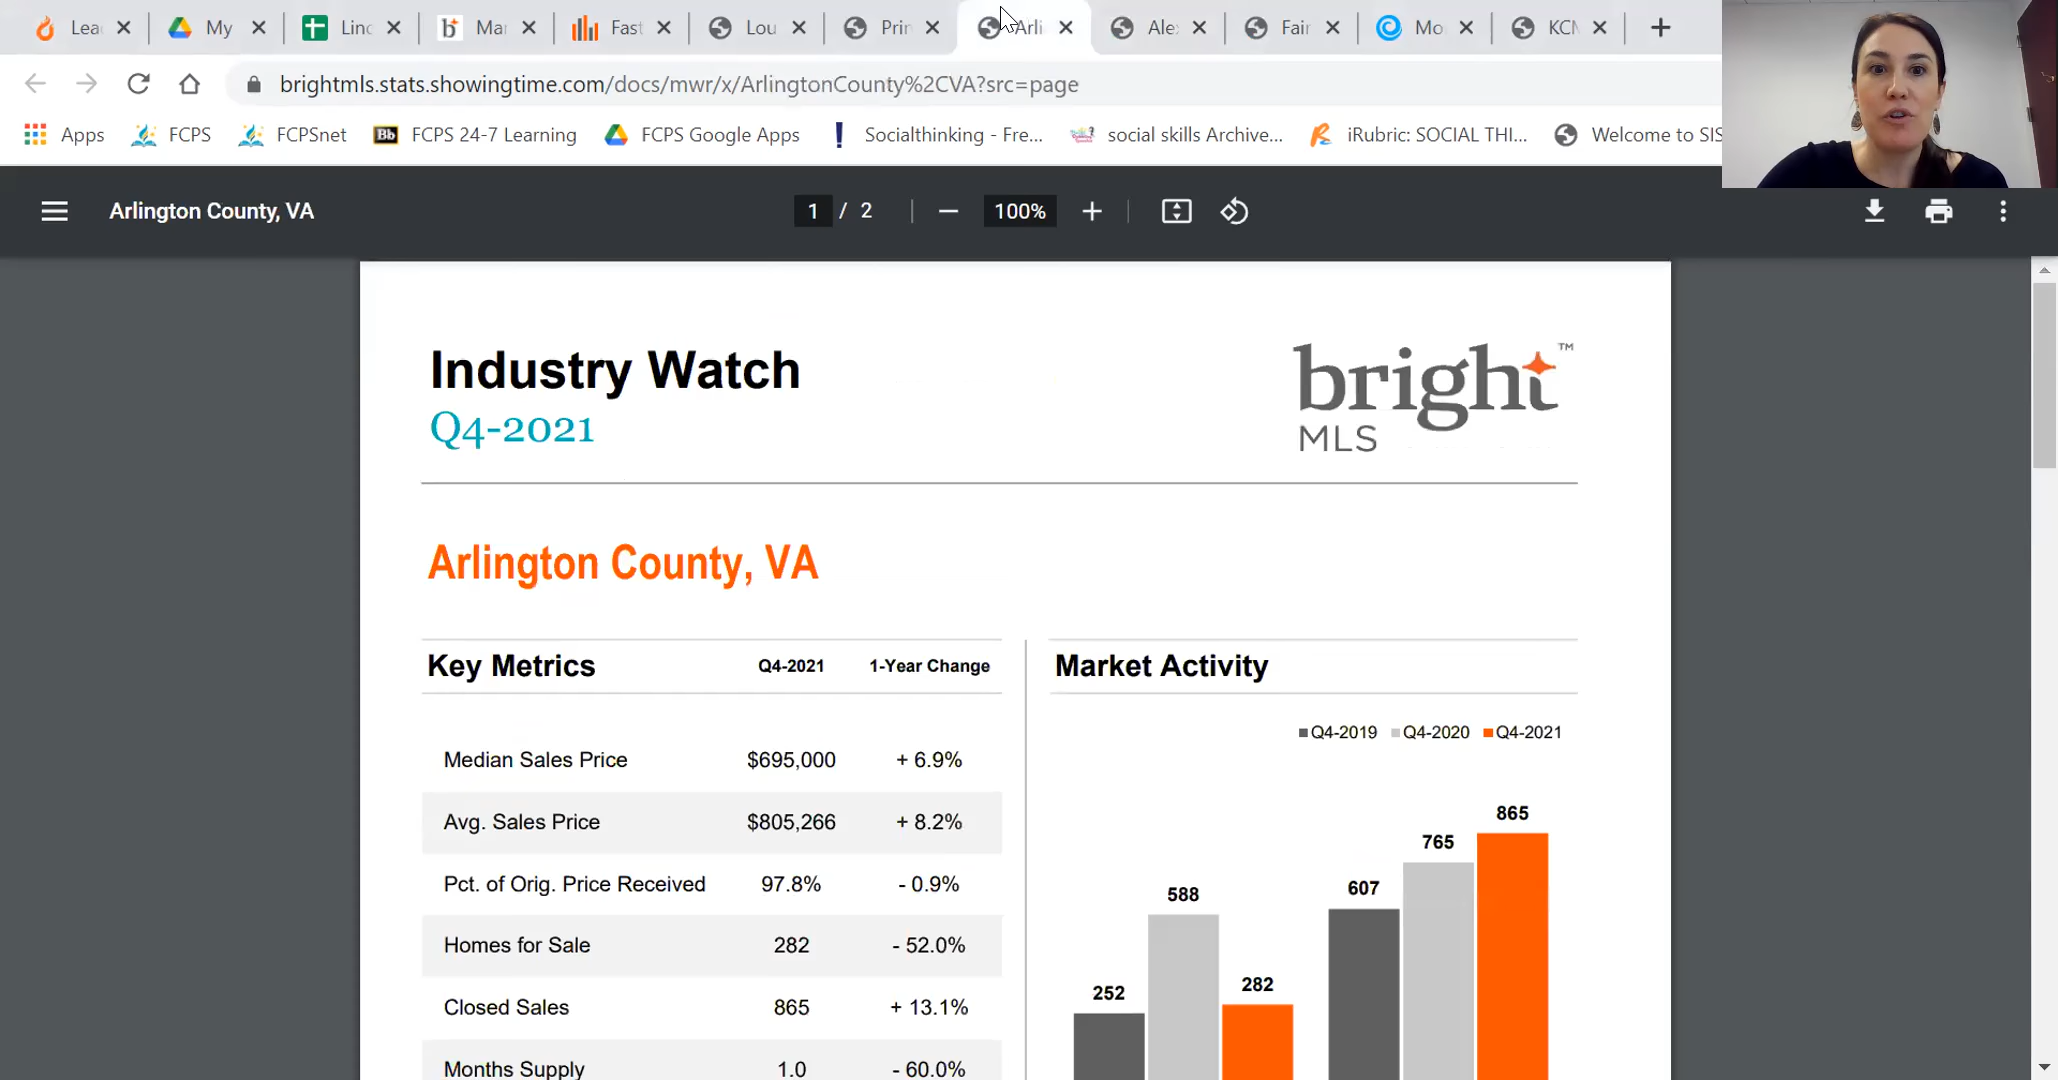 Lea
My
Linc
Mar
Fast
Lou
Prin
Arli
Ale
Fair
Mo
KCM
brightmls.stats.showingtime.com/docs/mwr/x/ArlingtonCounty%2CVA?src=page
Apps
FCPS
FCPSnet
Bb FCPS 24-7 Learning
FCPS Google Apps
Socialthinking - Fre...
social skills Archive...
iRubric: SOCIAL THI...
Welcome to SIS
Arlington County, VA
1 / 2
100%
Industry Watch
Q4-2021
bright™
MLS
Arlington County, VA
Key Metrics Q4-2021 1-Year Change
Median Sales Price $695,000 + 6.9%
Avg. Sales Price $805,266 + 8.2%
Pct. of Orig. Price Received 97.8% - 0.9%
Homes for Sale 282 - 52.0%
Closed Sales 865 + 13.1%
Months Supply 1.0 - 60.0%
Market Activity
Q4-2019 Q4-2020 Q4-2021
252
588
282
607
765
865